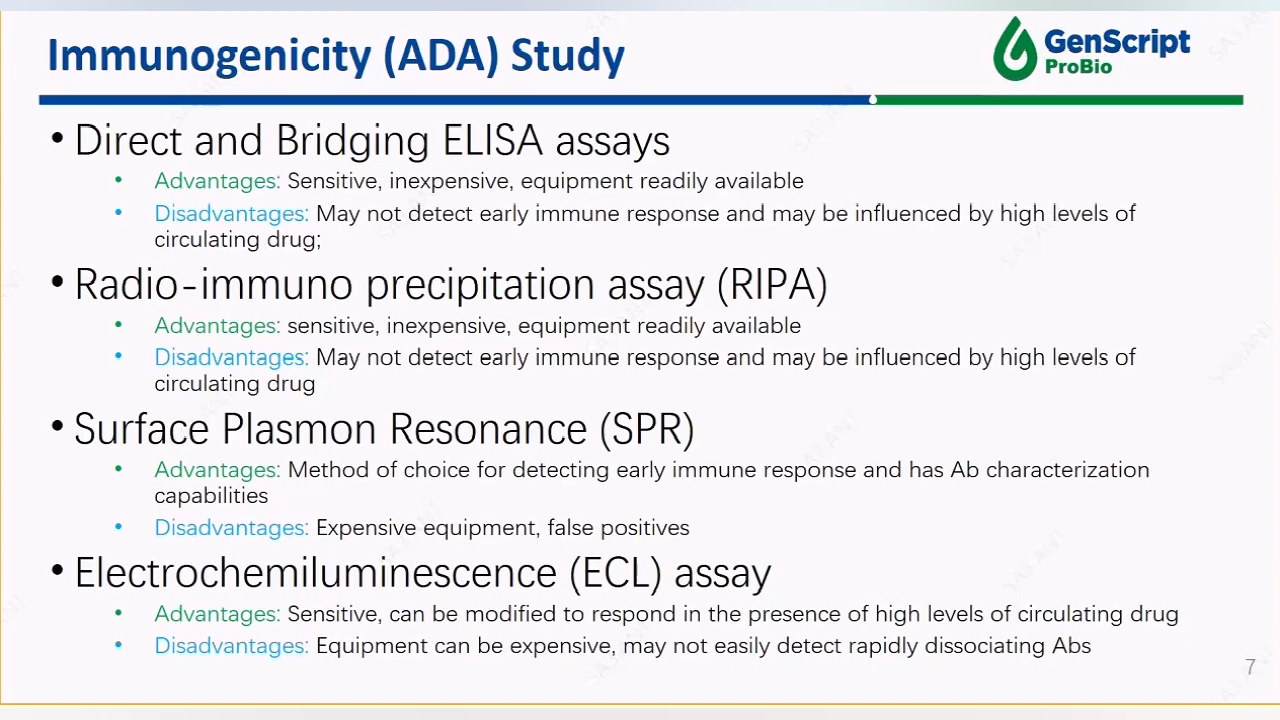 Immunogenicity (ADA) Study
GenScript
ProBio
• Direct and Bridging ELISA assays
• Advantages: Sensitive, inexpensive, equipment readily available
• Disadvantages: May not detect early immune response and may be influenced by high levels of
circulating drug;
• Radio-immuno precipitation assay (RIPA)
• Advantages: sensitive, inexpensive, equipment readily available
• Disadvantages: May not detect early immune response and may be influenced by high levels of
circulating drug
• Surface Plasmon Resonance (SPR)
• Advantages: Method of choice for detecting early immune response and has Ab characterization
capabilities
• Disadvantages: Expensive equipment, false positives
• Electrochemiluminescence (ECL) assay
• Advantages: Sensitive, can be modified to respond in the presence of high levels of circulating drug
• Disadvantages: Equipment can be expensive, may not easily detect rapidly dissociating Abs
7